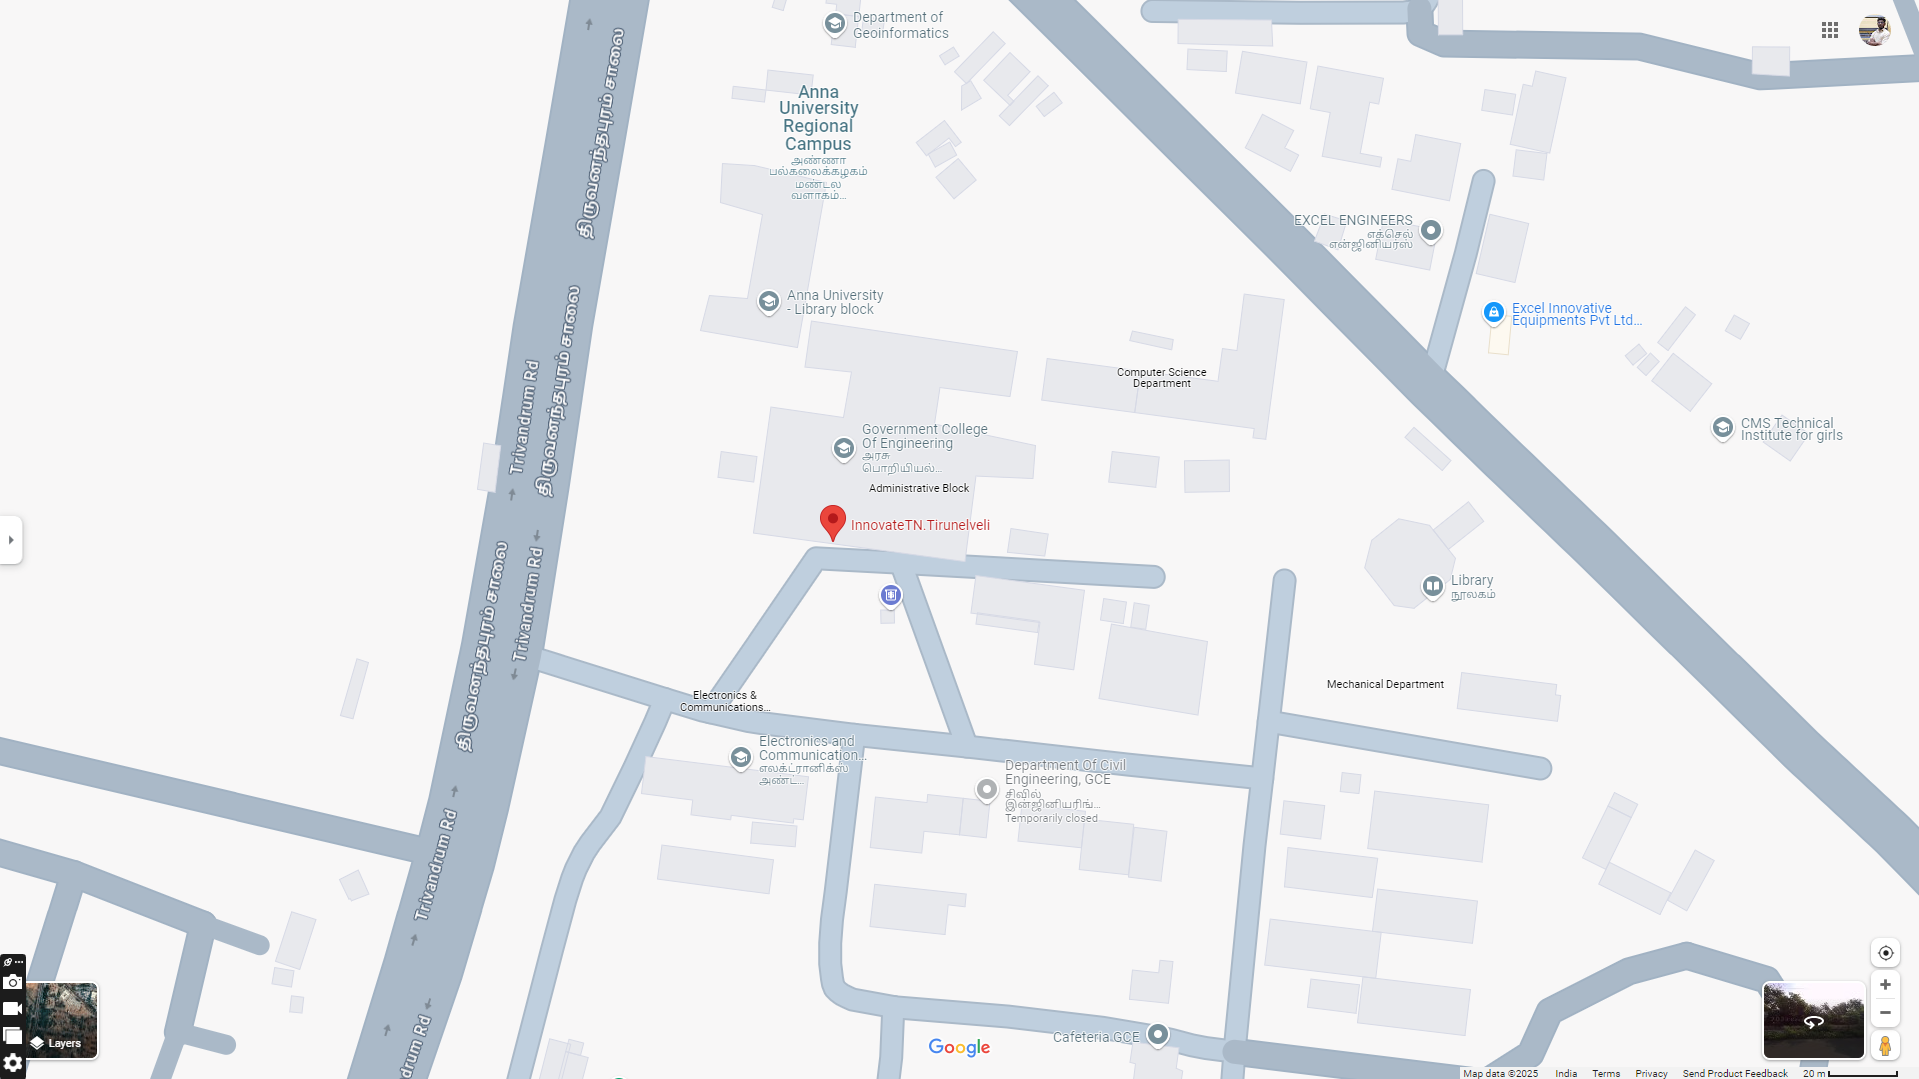 Department of
Geoinformatics
Anna
University
Regional
Campus
அண்ணா
பல்கலைக்கழகம்
மண்டல
வளாகம்...
திருவனந்தபுரம் சாலை
EXCEL ENGINEERS
எக்செல்
என்ஜினியர்ஸ்
Anna University
- Library block
Excel Innovative
Equipments Pvt Ltd...
திருவனந்தபுரம் சாலை
Trivandrum Rd
Computer Science
Department
CMS Technical
Institute for girls
Government College
Of Engineering
அரசு
பொறியியல்...
Administrative Block
InnovateTN.Tirunelveli
Library
நூலகம்
திருவனந்தபுரம் சாலை
Trivandrum Rd
Mechanical Department
Electronics &
Communications...
Electronics and
Communication...
எலக்ட்ரானிக்ஸ்
அண்ட்...
Department Of Civil
Engineering, GCE
சிவில்
இன்ஜினியரிங்...
Temporarily closed
Trivandrum Rd
Cafeteria GCE
drum Rd
Layers
Google
Map data ©2025 India Terms Privacy Send Product Feedback 20 m